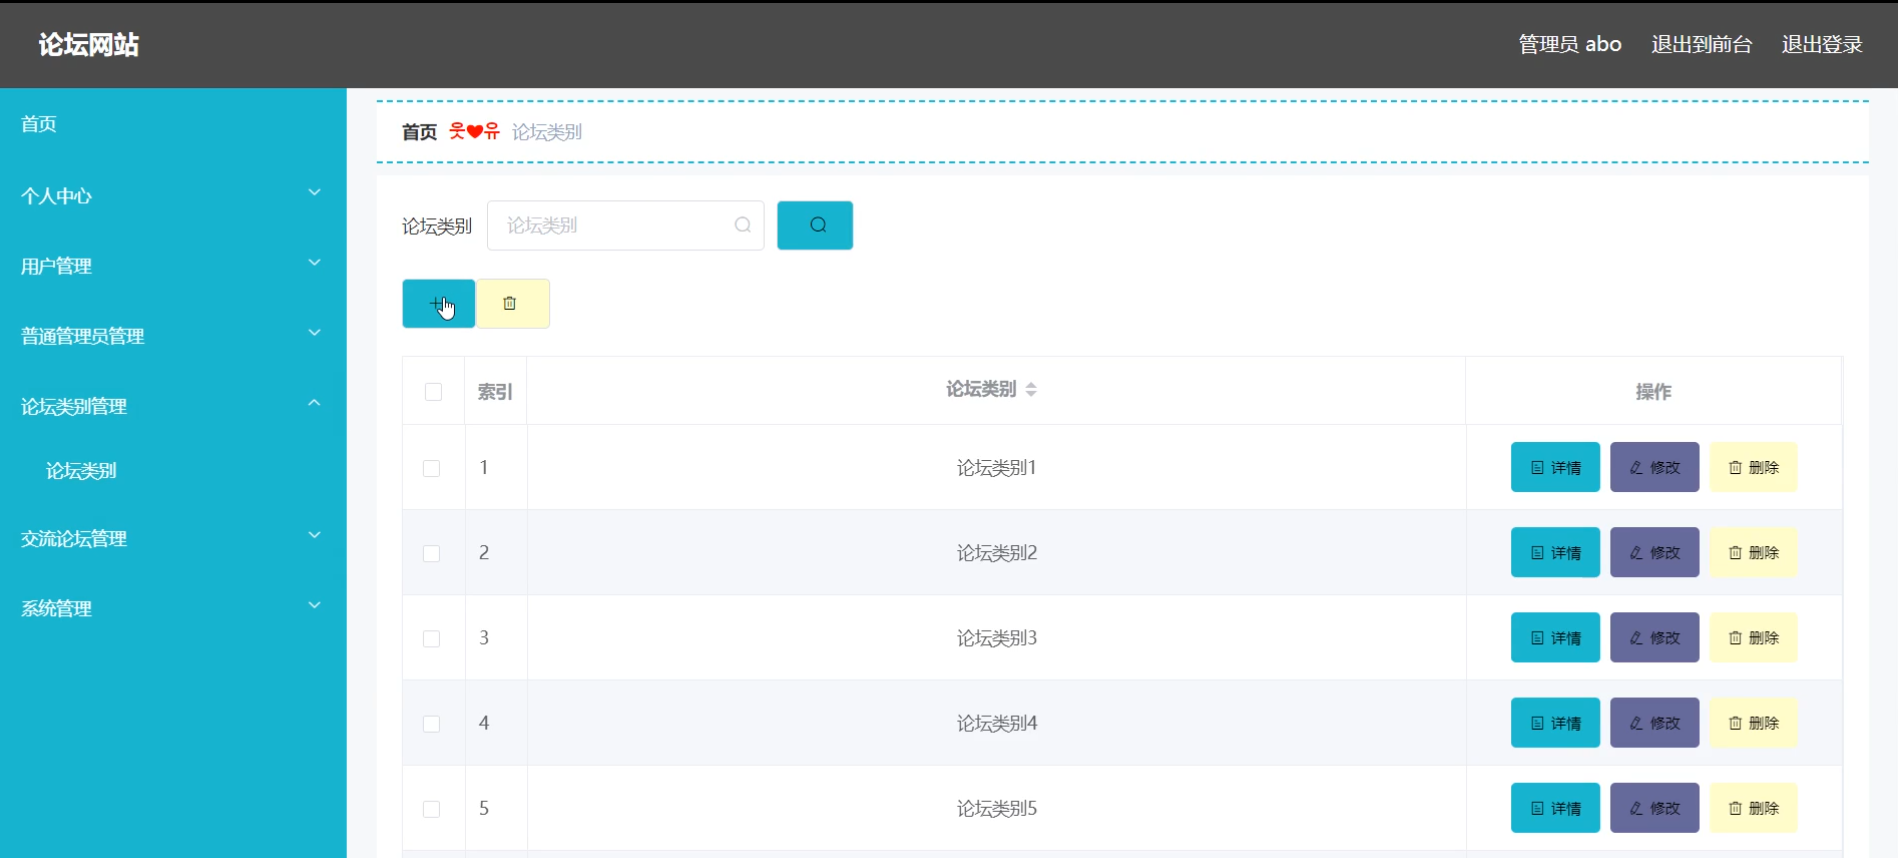 论坛网站
管理员 abo 退出到前台 退出登录
首页
个人中心
用户管理
普通管理员管理
论坛类别管理
论坛类别
交流论坛管理
系统管理
首页 웃❤유 论坛类别
论坛类别 论坛类别
索引 论坛类别 操作
1 论坛类别1 详情 修改 删除
2 论坛类别2 详情 修改 删除
3 论坛类别3 详情 修改 删除
4 论坛类别4 详情 修改 删除
5 论坛类别5 详情 修改 删除